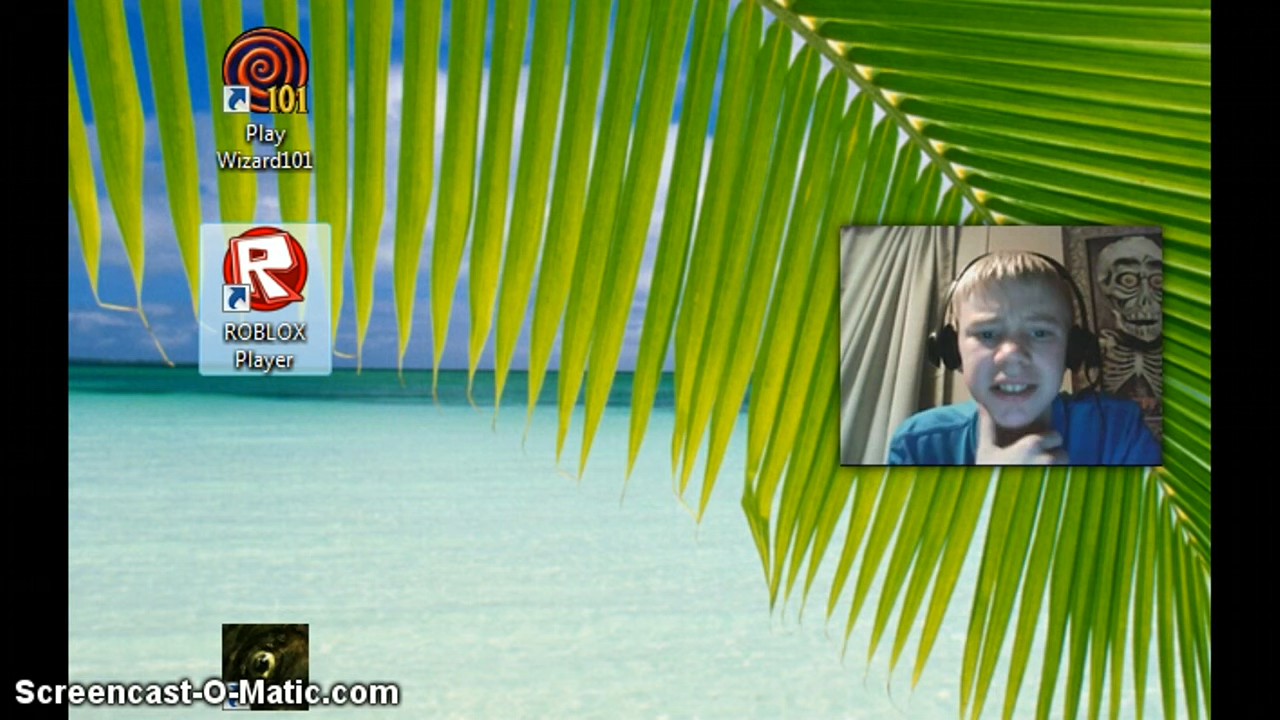 101
Play
Wizard101
R
ROBLOX
Player
Screencast-O-Matic.com